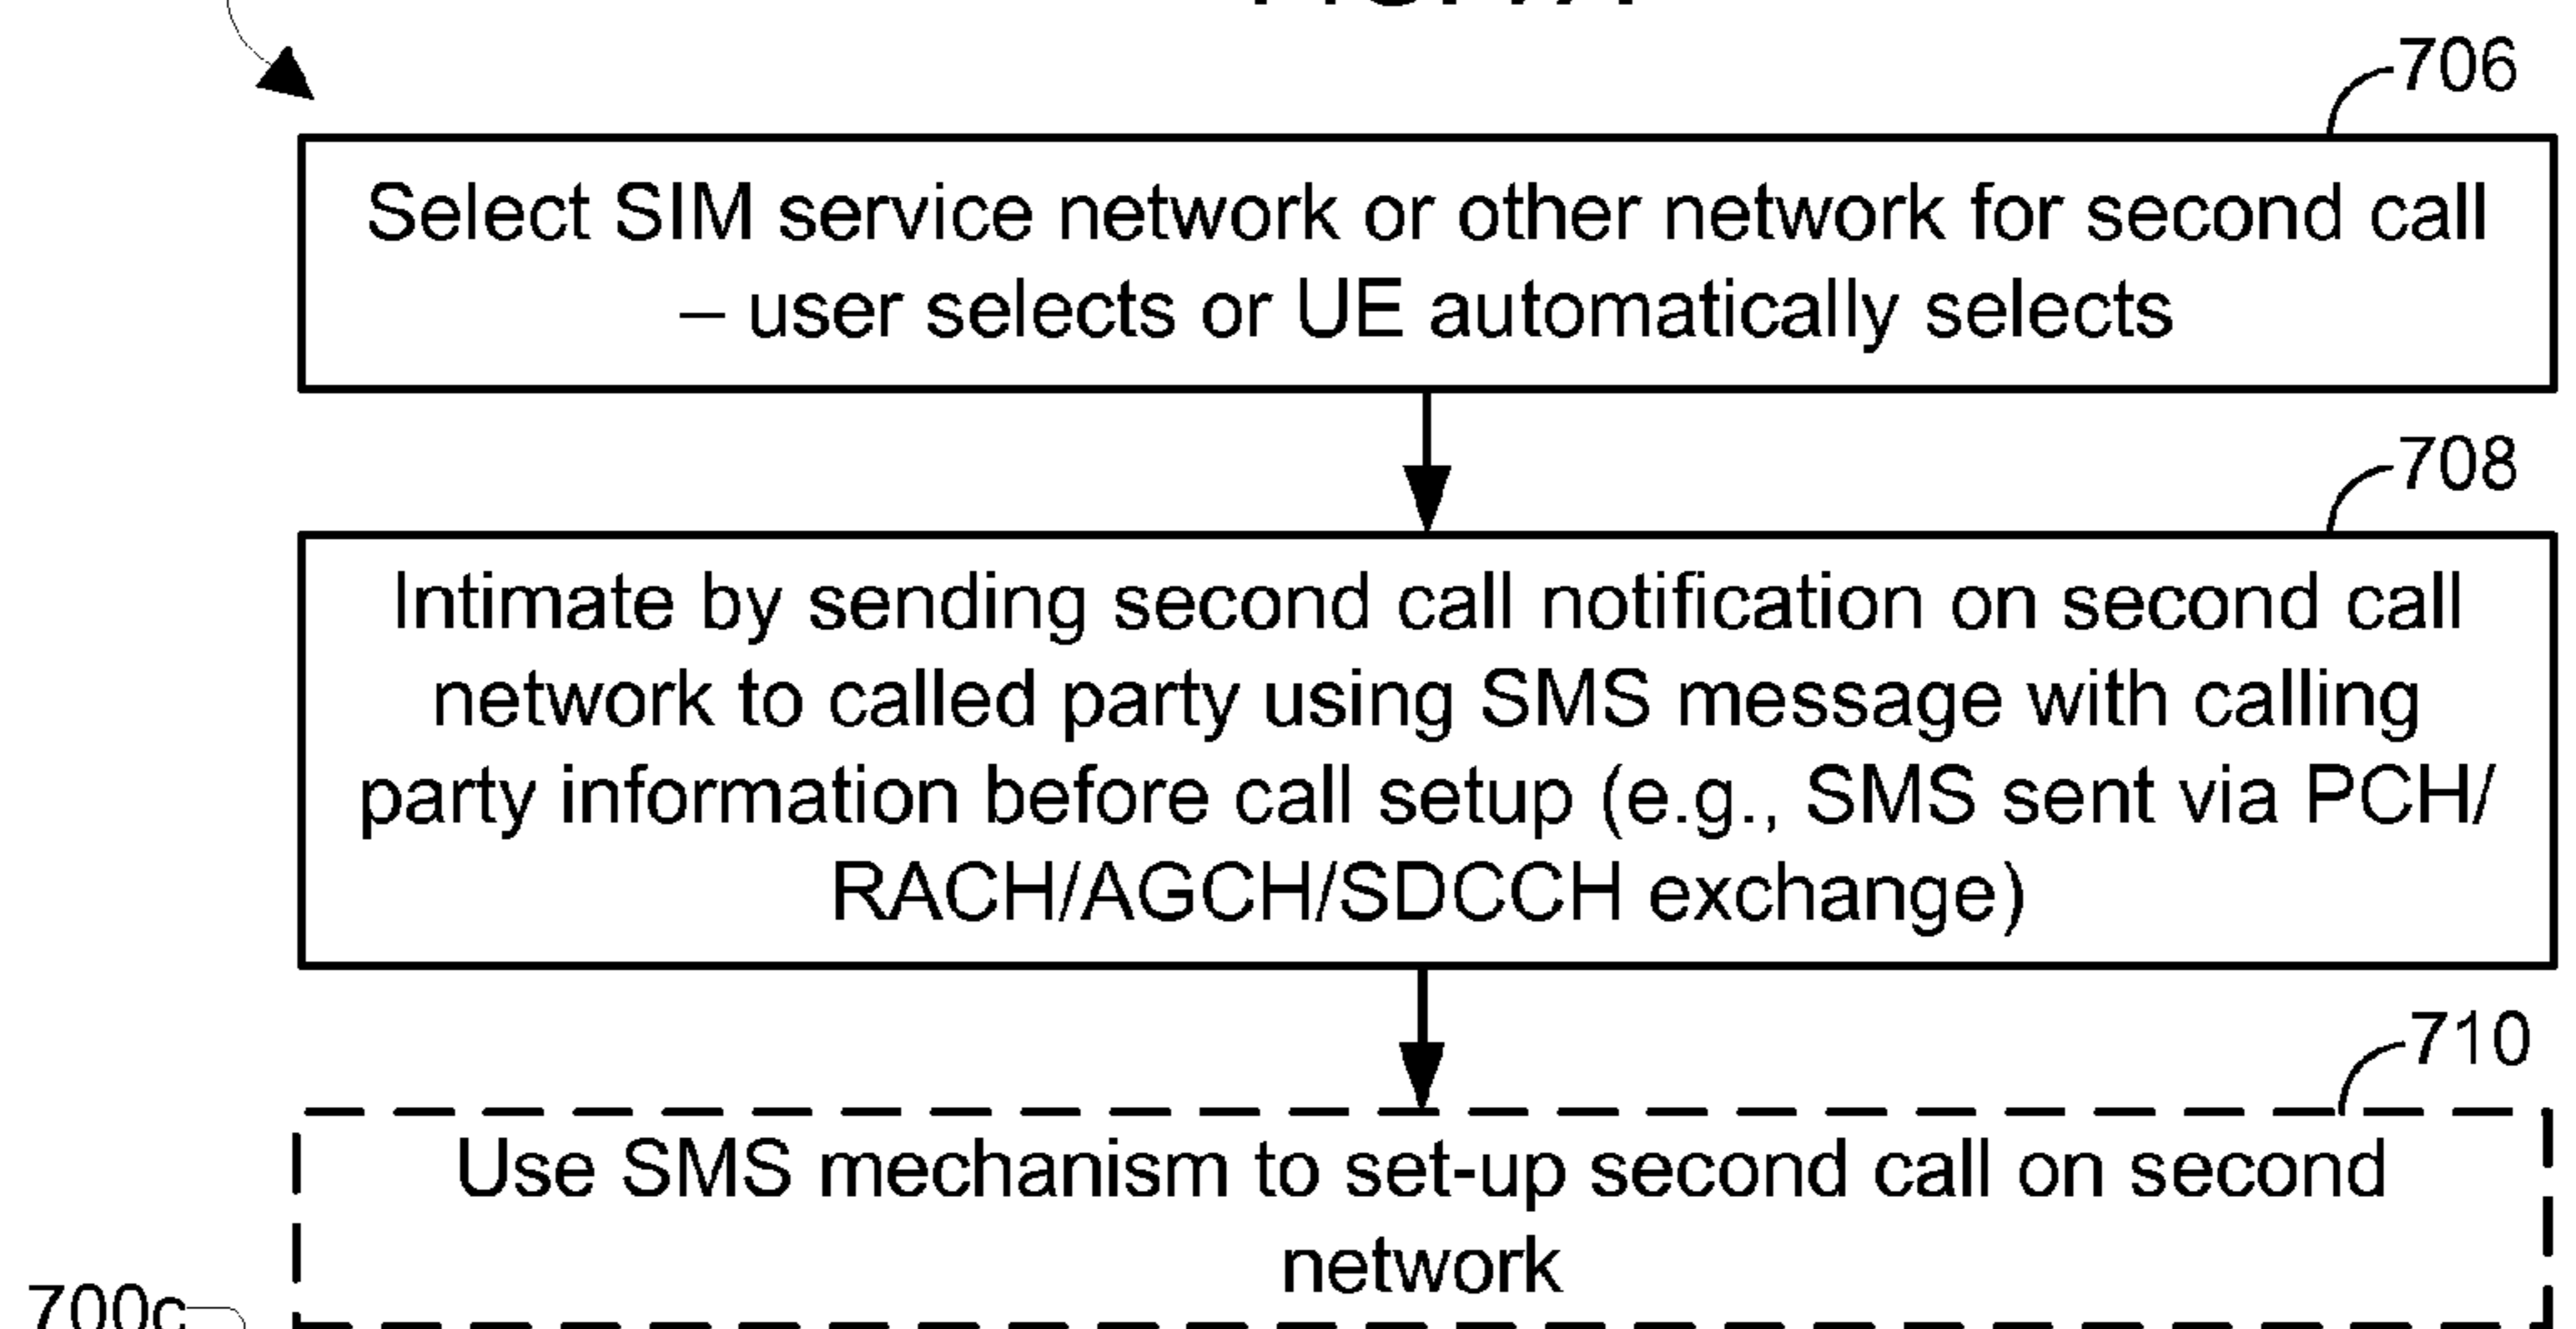 706
Select SIM service network or other network for second call
– user selects or UE automatically selects
708
Intimate by sending second call notification on second call
network to called party using SMS message with calling
party information before call setup (e.g., SMS sent via PCH/
RACH/AGCH/SDCCH exchange)
710
Use SMS mechanism to set-up second call on second
network
700c